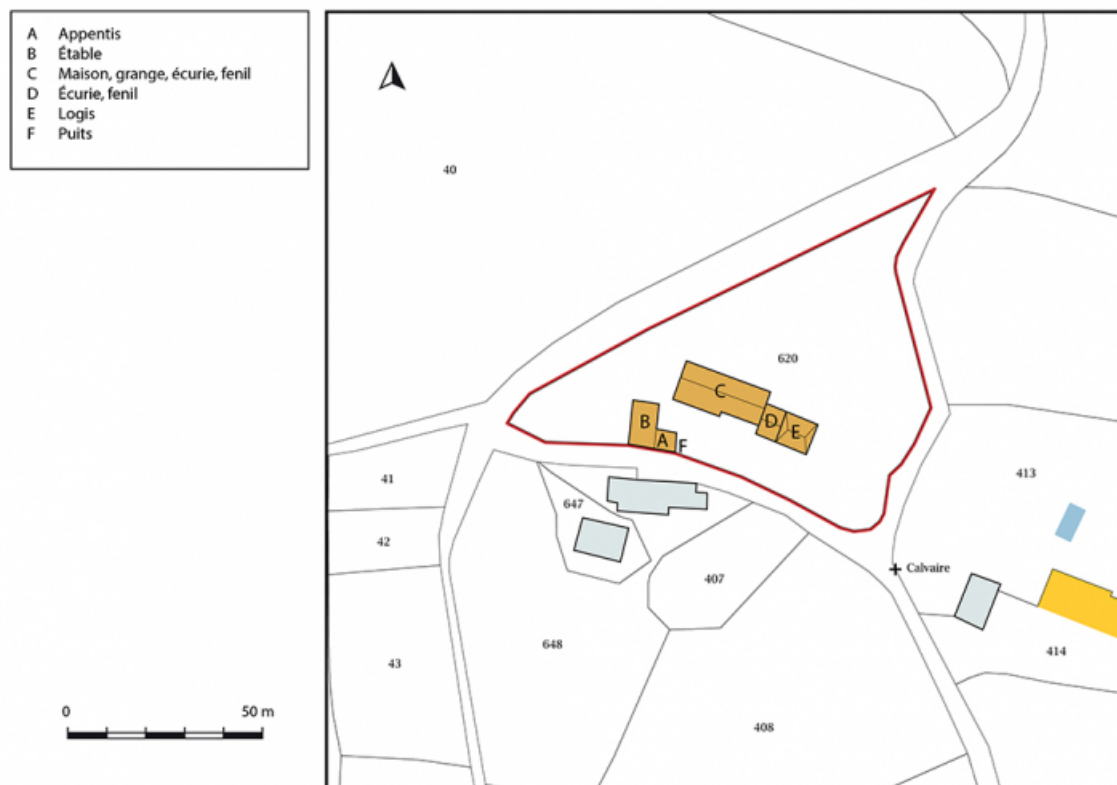 A Appentis
B Étable
C Maison, grange, écurie, fenil
D Écurie, fenil
E Logis
F Puits
40
620
C
B
D
E
A
F
41
413
647
42
Calvaire
407
648
43
414
0 50 m
408